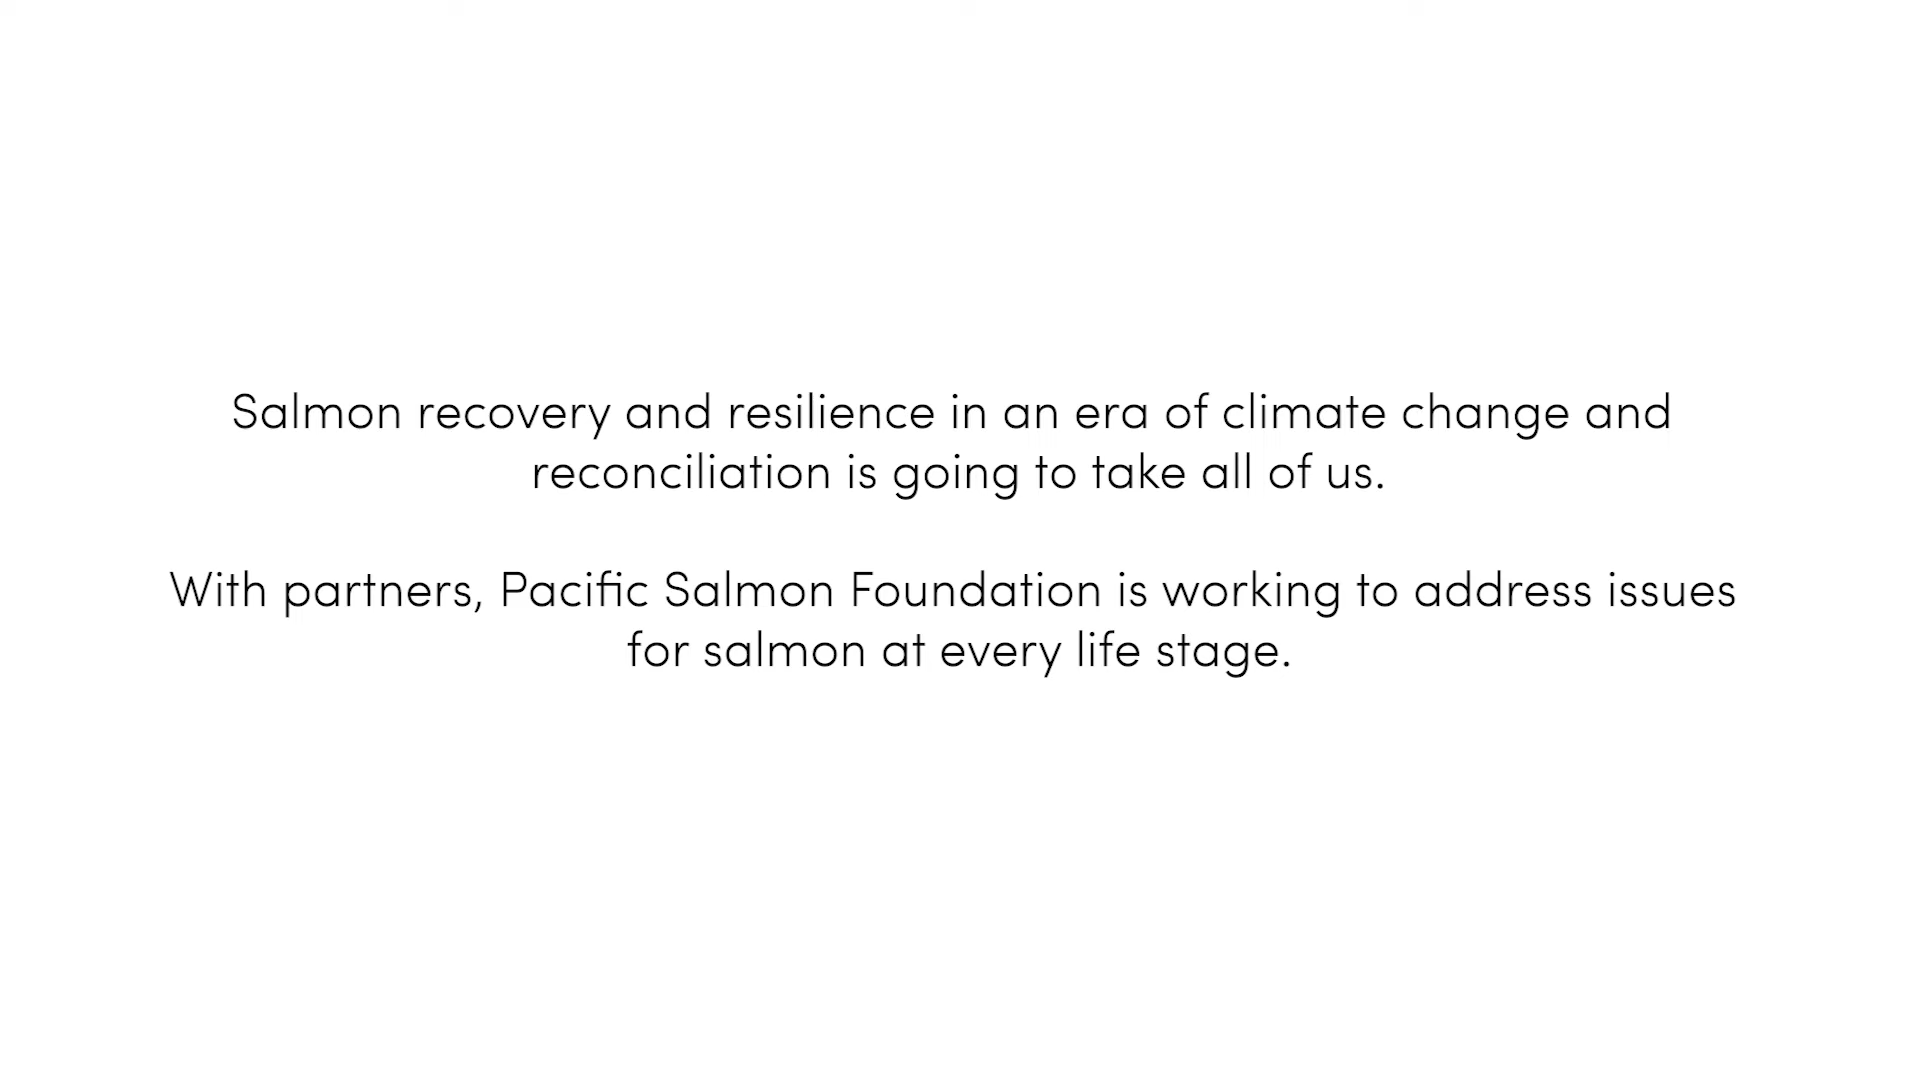 Salmon recovery and resilience in an era of climate change and
reconciliation is going to take all of us.
With partners, Pacific Salmon Foundation is working to address issues
for salmon at every life stage.